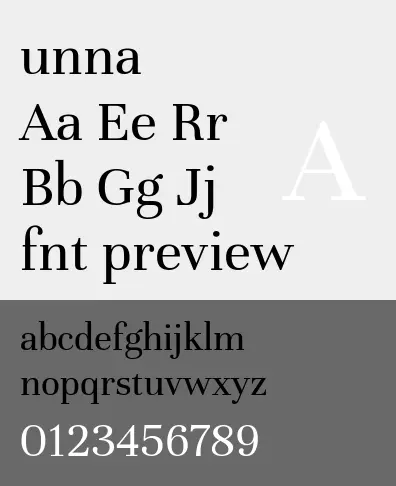 unna
Aa Ee Rr
Bb Gg Jj
A
fnt preview
abcdefghijklm
nopqrstuvwxyz
0123456789